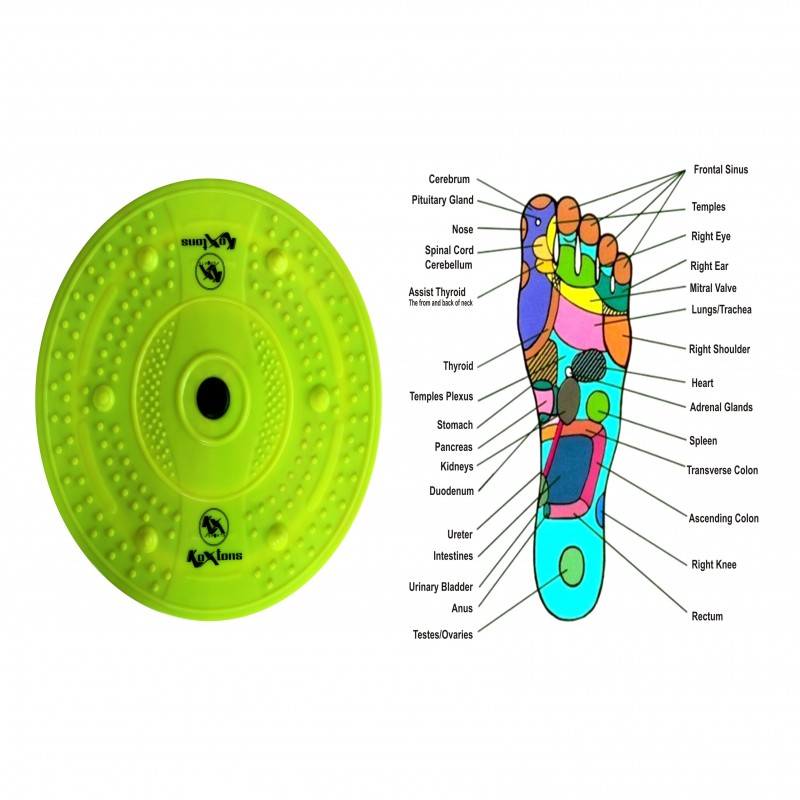 Koxtons
SPORTS
SPORTS
Koxtons
Cerebrum
Pituitary Gland
Nose
Spinal Cord
Cerebellum
Assist Thyroid
The from and back of neck
Thyroid
Temples Plexus
Stomach
Pancreas
Kidneys
Duodenum
Ureter
Intestines
Urinary Bladder
Anus
Testes/Ovaries
Frontal Sinus
Temples
Right Eye
Right Ear
Mitral Valve
Lungs/Trachea
Right Shoulder
Heart
Adrenal Glands
Spleen
Transverse Colon
Ascending Colon
Right Knee
Rectum